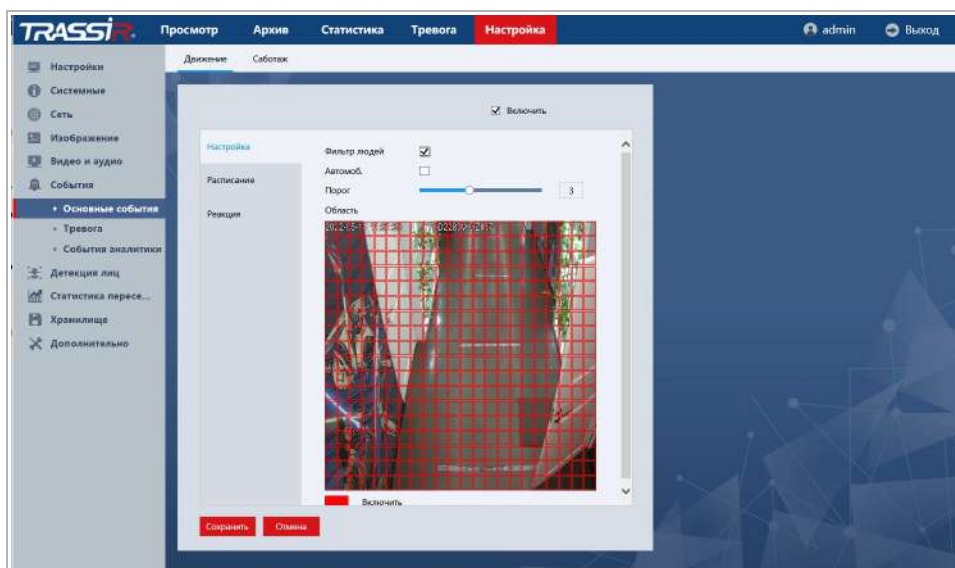 TRASSIR
Просмотр Архив Статистика Тревога Настройка admin Выход
Движение Саботаж
Настройки
Системные
Сеть
Изображение
Видео и аудио
События
Основные события
Тревога
События аналитики
Детекция лиц
Статистика пересе...
Хранилище
Дополнительно
Включить
Настройка
Расписание
Реакция
Фильтр людей
Автомоб.
Порог 3
Область
Включить
Сохранить Отмена